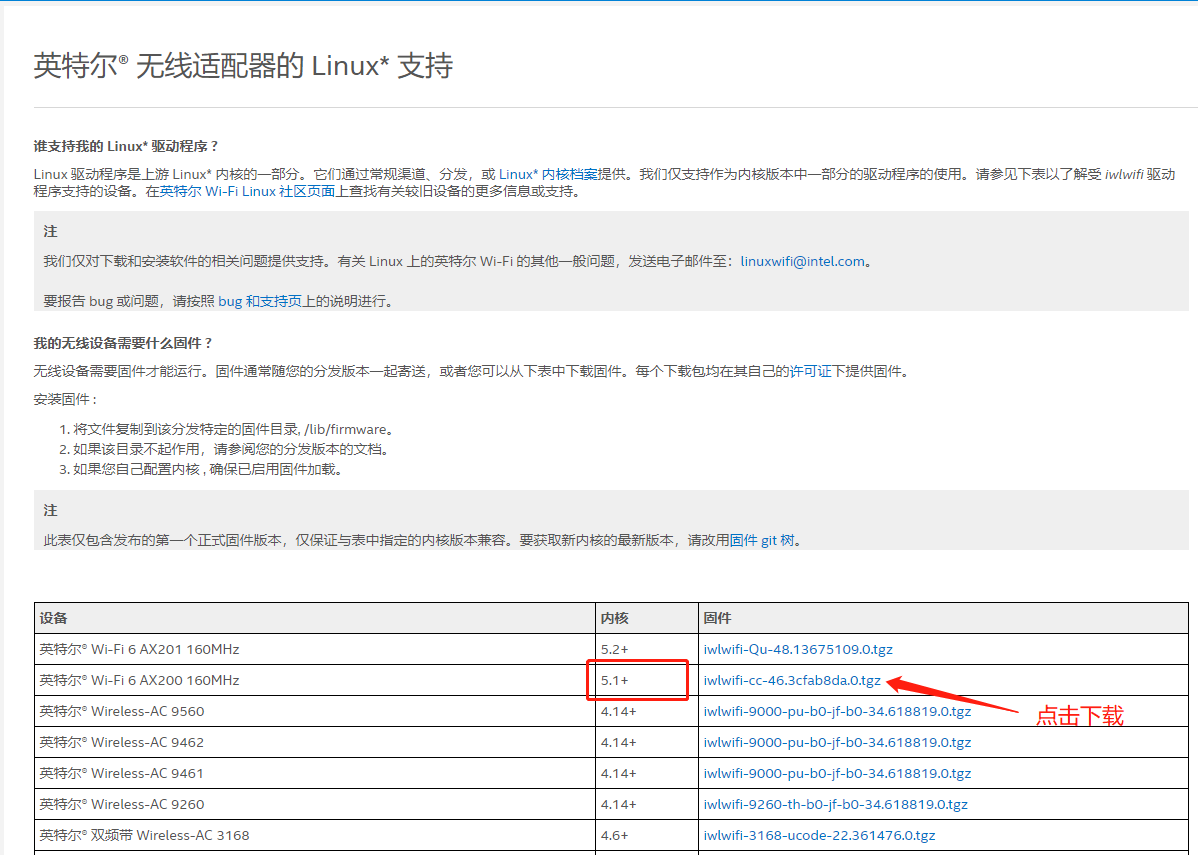 英特尔® 无线适配器的 Linux* 支持
谁支持我的 Linux* 驱动程序？
Linux 驱动程序是上游 Linux* 内核的一部分。它们通过常规渠道、分发，或 Linux* 内核档案提供。我们仅支持作为内核版本中一部分的驱动程序的使用。请参见下表以了解受 iwlwifi 驱动
程序支持的设备。在英特尔 Wi-Fi Linux 社区页面上查找有关较旧设备的更多信息或支持。
注
我们仅对下载和安装软件的相关问题提供支持。有关 Linux 上的英特尔 Wi-Fi 的其他一般问题，发送电子邮件至：linuxwifi@intel.com。
要报告 bug 或问题，请按照 bug 和支持页上的说明进行。
我的无线设备需要什么固件？
无线设备需要固件才能运行。固件通常随您的分发版本一起寄送，或者您可以从下表中下载固件。每个下载包均在其自己的许可证下提供固件。
安装固件：
1. 将文件复制到该分发特定的固件目录, /lib/firmware。
2. 如果该目录不起作用，请参阅您的分发版本的文档。
3. 如果您自己配置内核 , 确保已启用固件加载。
注
此表仅包含发布的第一个正式固件版本，仅保证与表中指定的内核版本兼容。要获取新内核的最新版本，请改用固件 git 树。
设备 内核 固件
英特尔® Wi-Fi 6 AX201 160MHz 5.2+ iwlwifi-Qu-48.13675109.0.tgz
英特尔® Wi-Fi 6 AX200 160MHz 5.1+ iwlwifi-cc-46.3cfab8da.0.tgz
英特尔® Wireless-AC 9560 4.14+ iwlwifi-9000-pu-b0-jf-b0-34.618819.0.tgz
点击下载
英特尔® Wireless-AC 9462 4.14+ iwlwifi-9000-pu-b0-jf-b0-34.618819.0.tgz
英特尔® Wireless-AC 9461 4.14+ iwlwifi-9000-pu-b0-jf-b0-34.618819.0.tgz
英特尔® Wireless-AC 9260 4.14+ iwlwifi-9260-th-b0-jf-b0-34.618819.0.tgz
英特尔® 双频带 Wireless-AC 3168 4.6+ iwlwifi-3168-ucode-22.361476.0.tgz